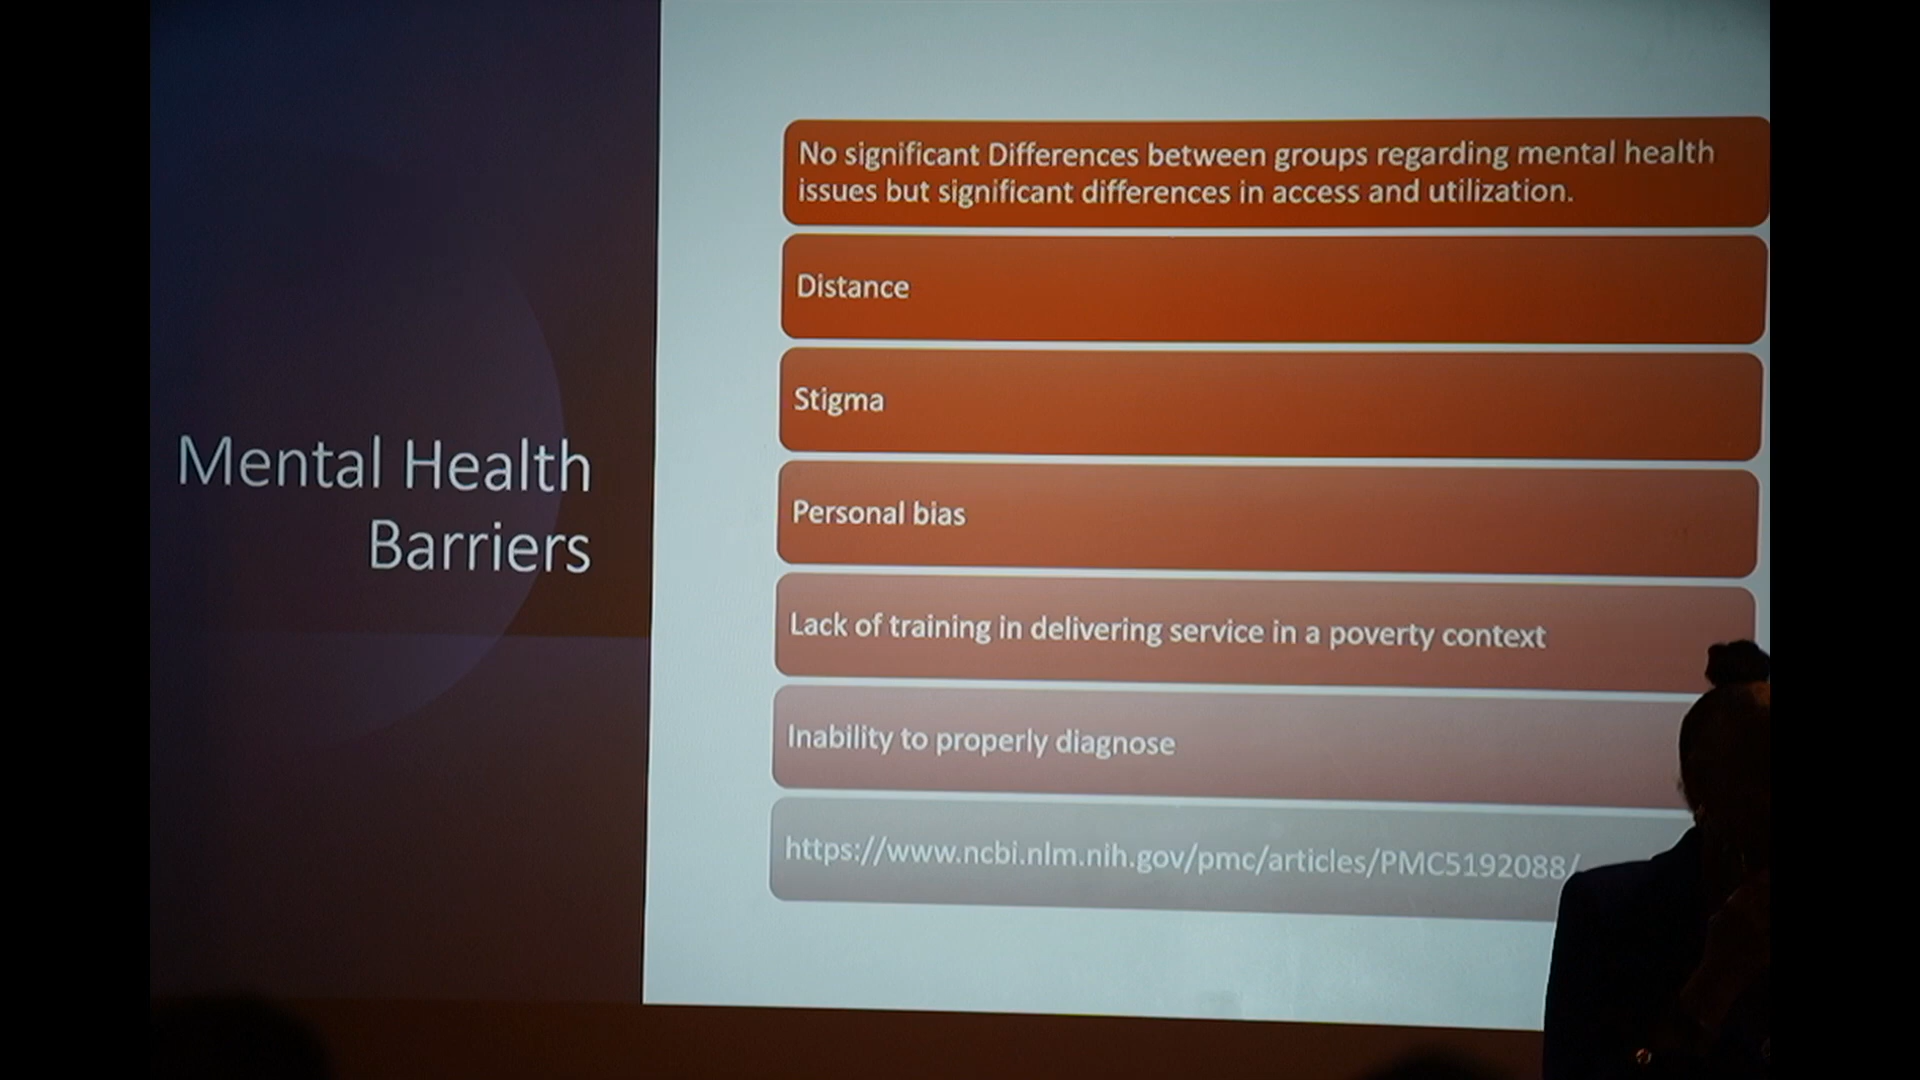 Mental Health
Barriers
No significant Differences between groups regarding mental health
issues but significant differences in access and utilization.
Distance
Stigma
Personal bias
Lack of training in delivering service in a poverty context
Inability to properly diagnose
https://www.ncbi.nlm.nih.gov/pmc/articles/PMC5192088/